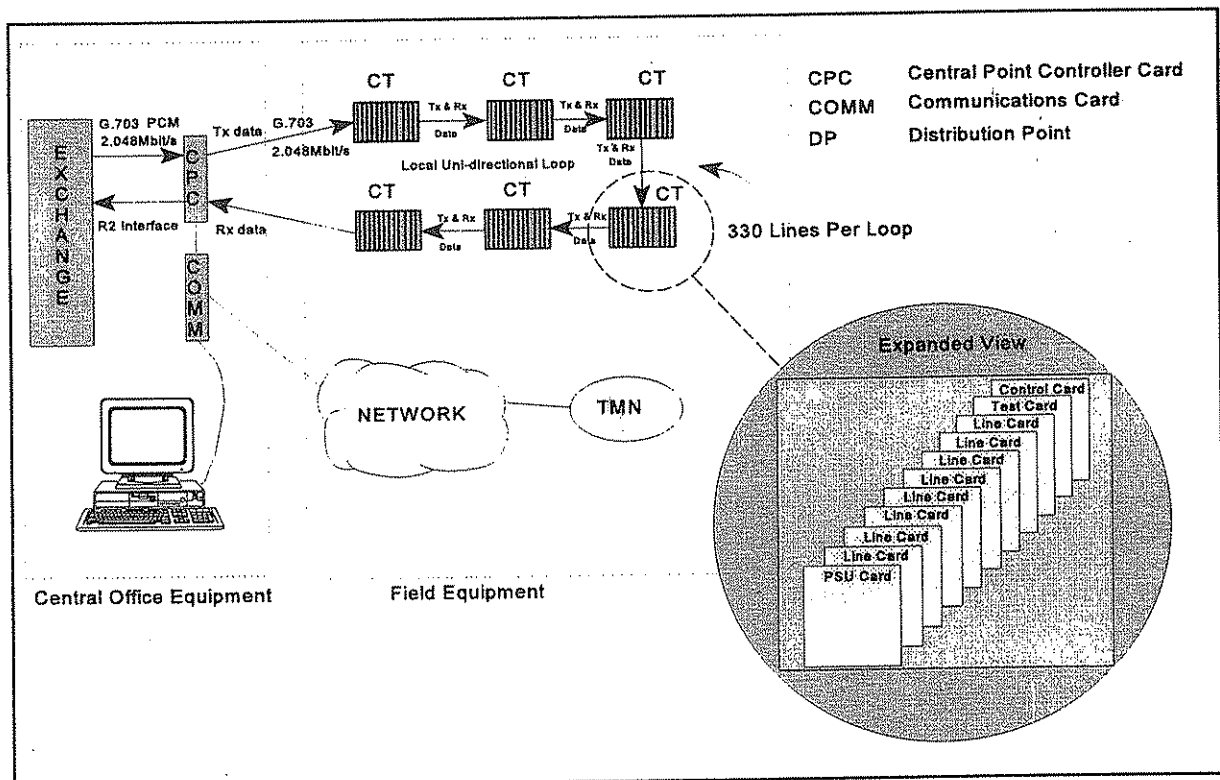 CT
CT
CT
CPC Central Point Controller Card
COMM Communications Card
DP Distribution Point
G.703 PCM
2.048Mbit/s
Tx data
G.703
2.048Mbit/s
Tx & Rx
Data
Tx & Rx
Data
Tx & Rx
Data
EXCHANGE
CPC
Local Uni-directional Loop
CT
CT
CT
R2 Interface
Rx data
Tx & Rx
Data
Tx & Rx
Data
330 Lines Per Loop
COMM
NETWORK
TMN
Expanded View
Control Card
Test Card
Line Card
Line Card
Line Card
Line Card
Line Card
Line Card
Line Card
Line Card
PSU Card
Central Office Equipment
Field Equipment